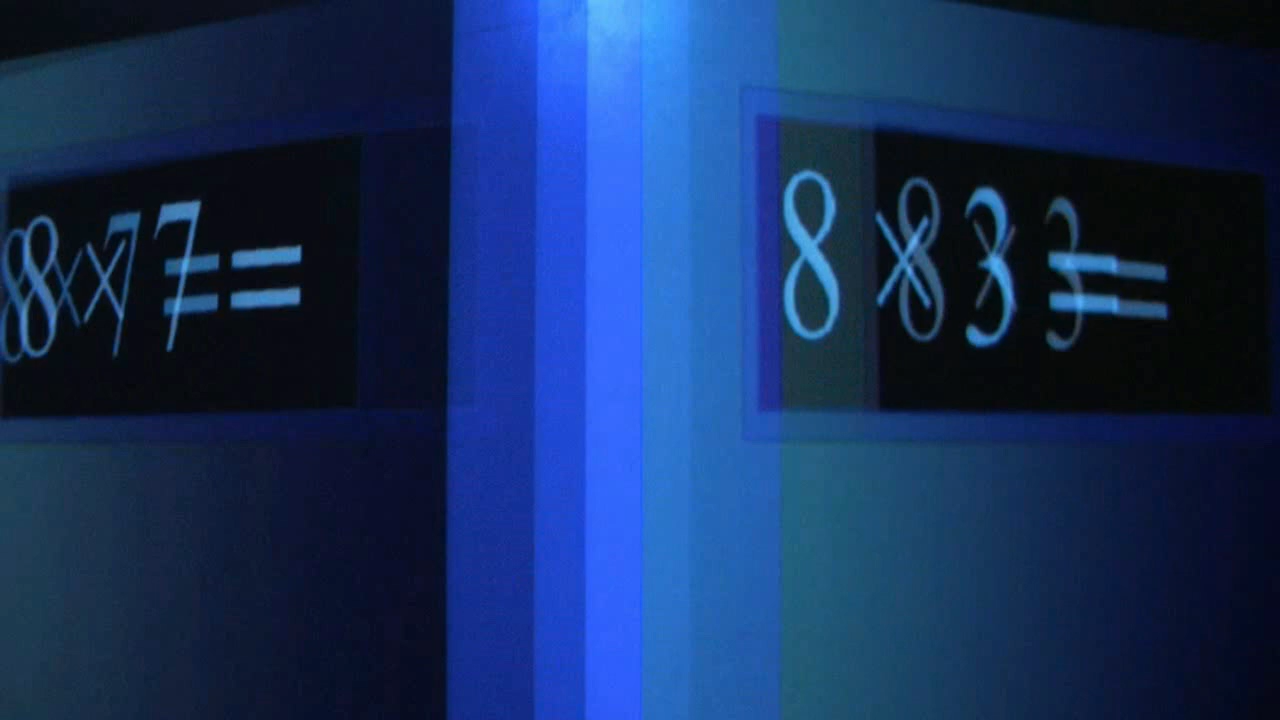 8 × 7 =
8 × 3 =